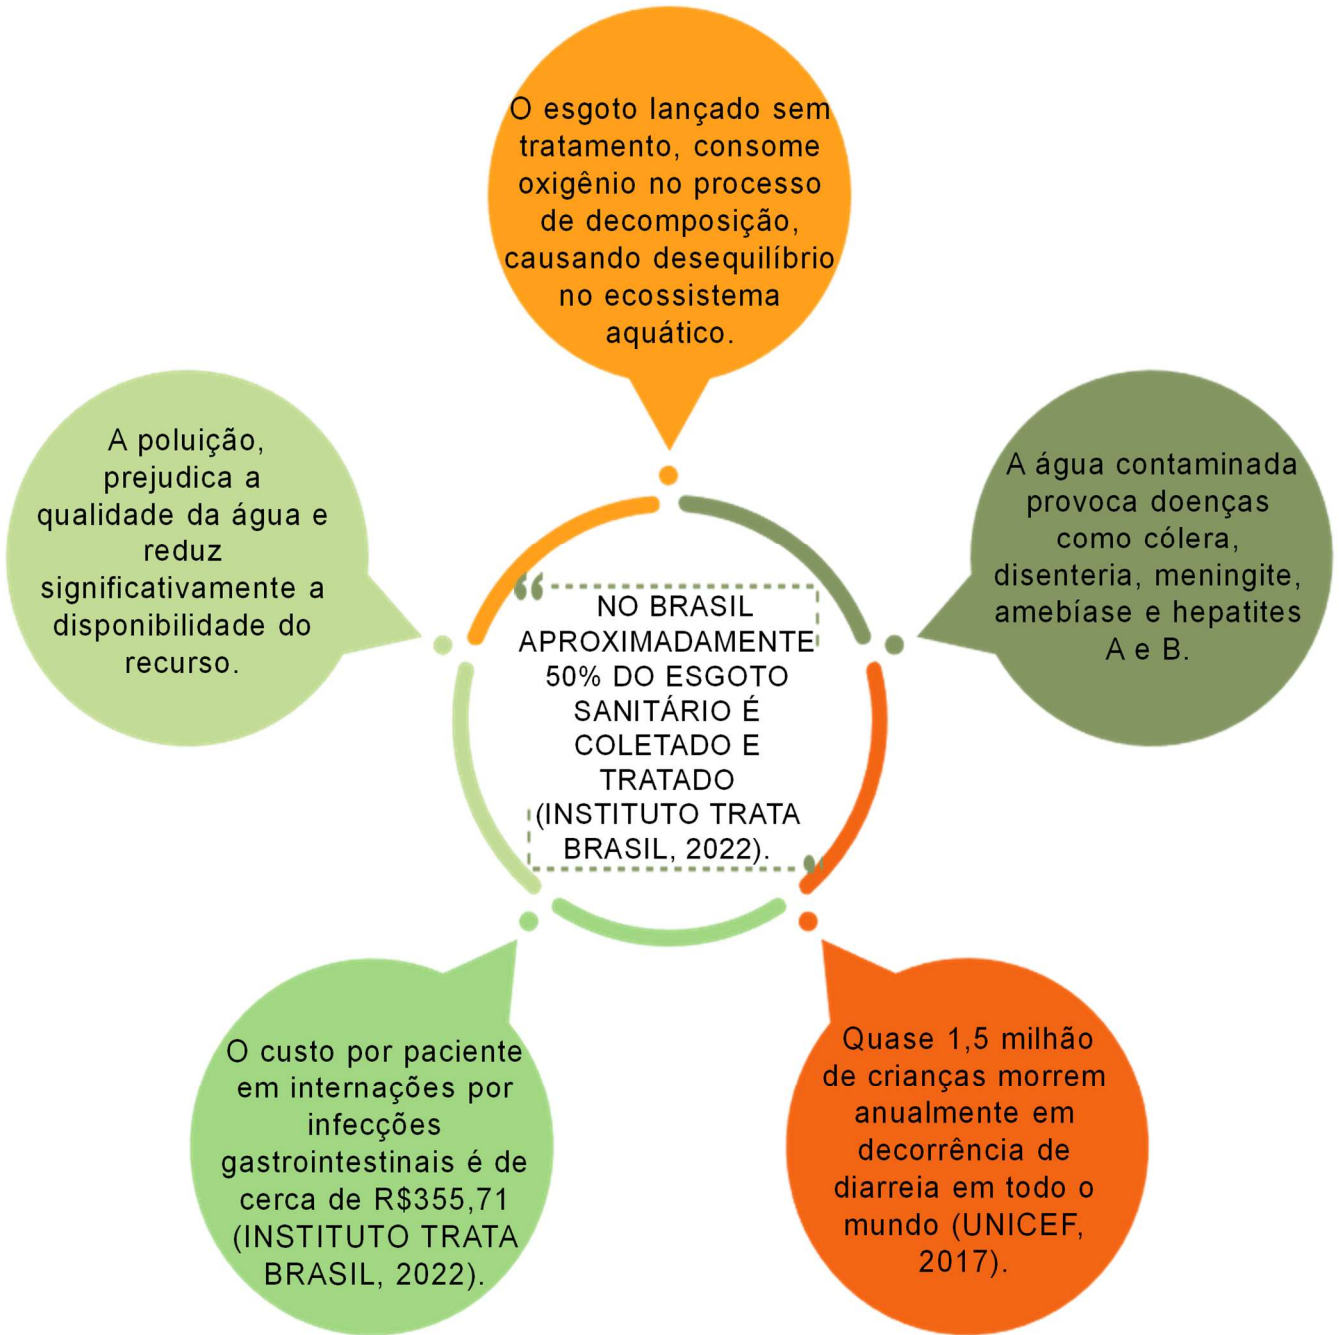 O esgoto lançado sem
tratamento, consome
oxigênio no processo
de decomposição,
causando desequilíbrio
no ecossistema
aquático.
A poluição,
prejudica a
qualidade da água e
reduz
significativamente a
disponibilidade do
recurso.
A água contaminada
provoca doenças
como cólera,
disenteria, meningite,
amebíase e hepatites
A e B.
“
NO BRASIL
APROXIMADAMENTE
50% DO ESGOTO
SANITÁRIO É
COLETADO E
TRATADO
(INSTITUTO TRATA
BRASIL, 2022).
O custo por paciente
em internações por
infecções
gastrointestinais é de
cerca de R$355,71
(INSTITUTO TRATA
BRASIL, 2022).
Quase 1,5 milhão
de crianças morrem
anualmente em
decorrência de
diarreia em todo o
mundo (UNICEF,
2017).